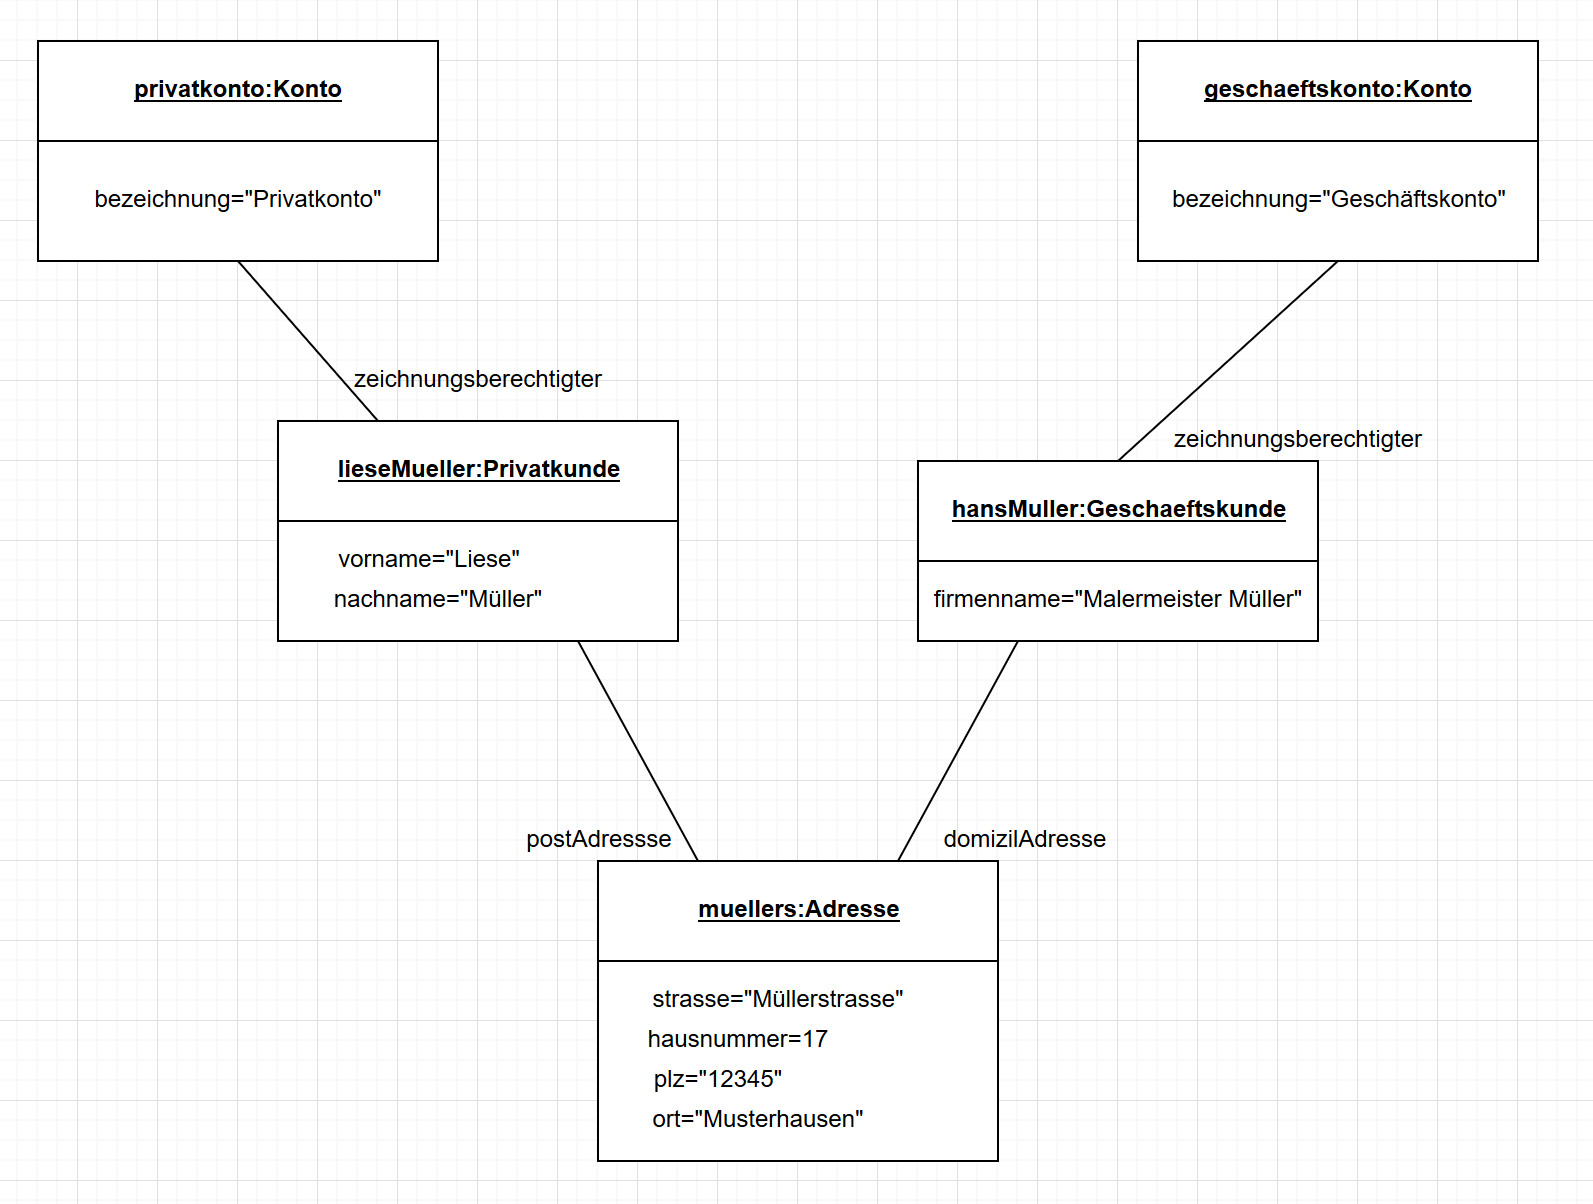 privatkonto:Konto
bezeichnung="Privatkonto"
geschaeftskonto:Konto
bezeichnung="Geschäftskonto"
zeichnungsberechtigter
zeichnungsberechtigter
lieseMueller:Privatkunde
vorname="Liese"
nachname="Müller"
hansMuller:Geschaeftskunde
firmenname="Malermeister Müller"
postAdressse
domizilAdresse
muellers:Adresse
strasse="Müllerstrasse"
hausnummer=17
plz="12345"
ort="Musterhausen"